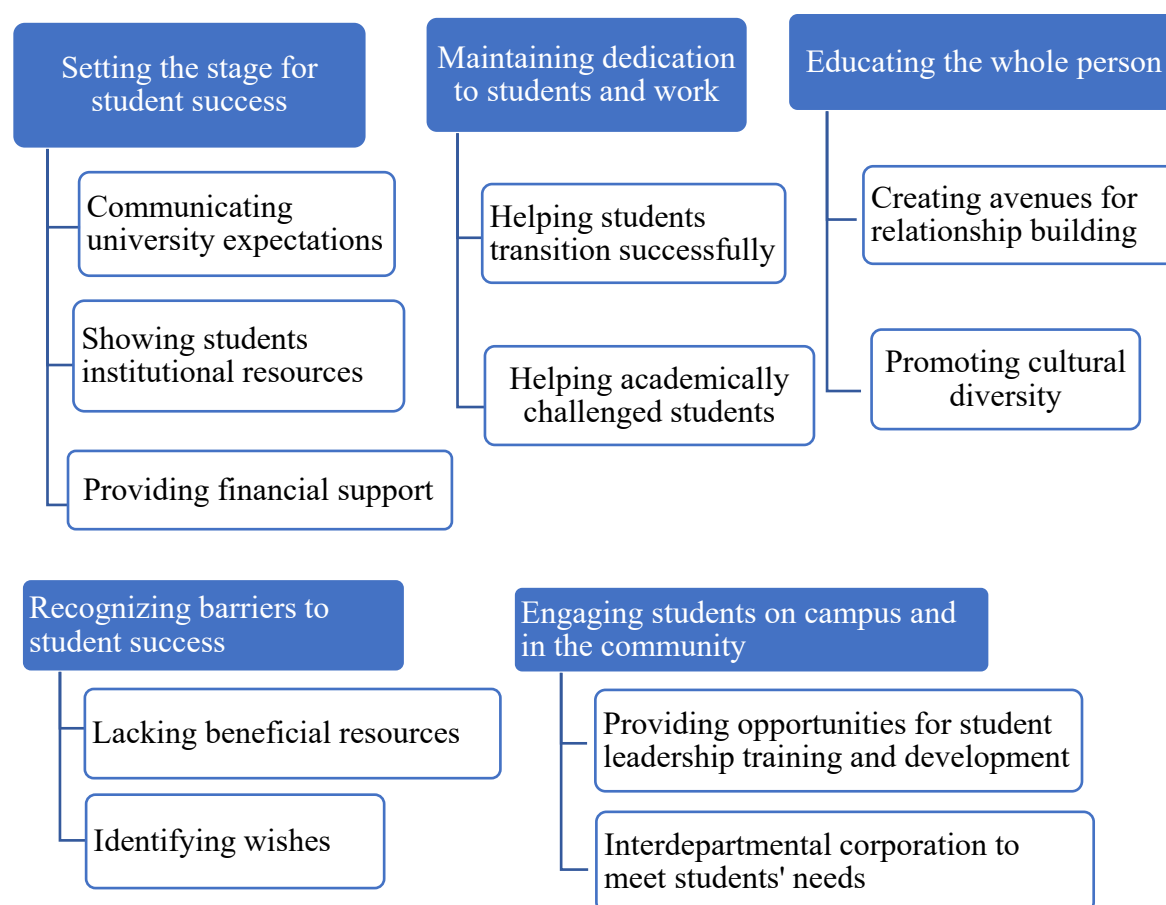 Setting the stage for
student success
Communicating
university expectations
Showing students
institutional resources
Providing financial support
Maintaining dedication
to students and work
Helping students
transition successfully
Helping academically
challenged students
Educating the whole person
Creating avenues for
relationship building
Promoting cultural
diversity
Recognizing barriers to
student success
Lacking beneficial resources
Identifying wishes
Engaging students on campus and
in the community
Providing opportunities for student
leadership training and development
Interdepartmental corporation to
meet students' needs